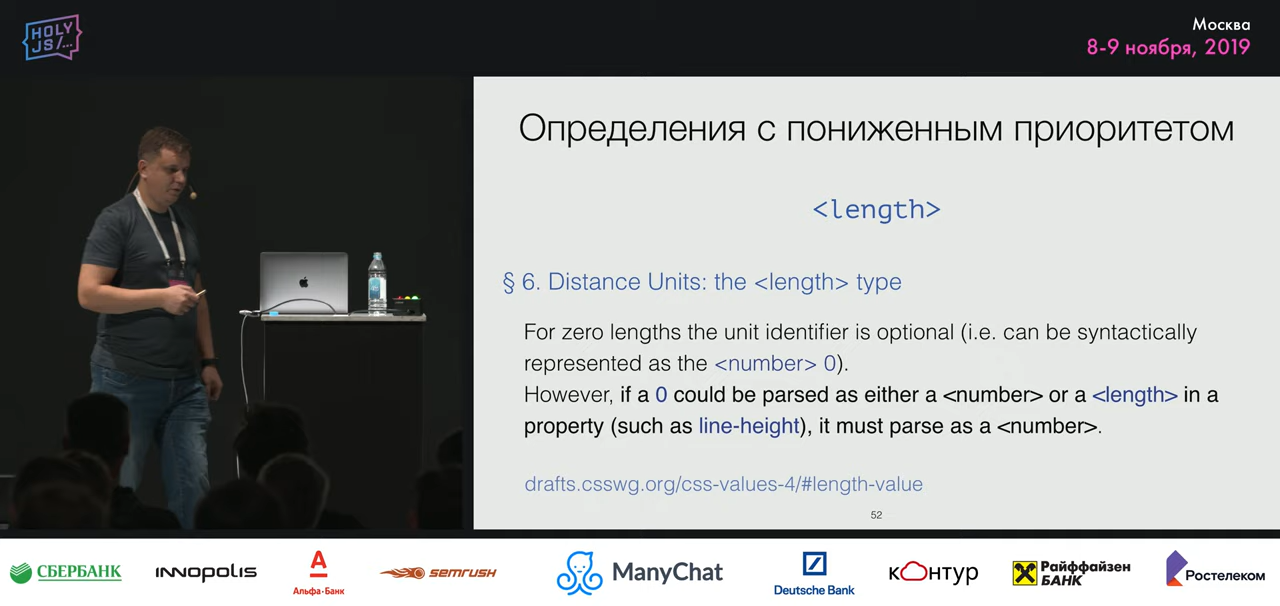 HOLY
JS/...
Москва
8-9 ноября, 2019
Определения с пониженным приоритетом
<length>
§ 6. Distance Units: the <length> type
For zero lengths the unit identifier is optional (i.e. can be syntactically
represented as the <number> 0).
However, if a 0 could be parsed as either a <number> or a <length> in a
property (such as line-height), it must parse as a <number>.
drafts.csswg.org/css-values-4/#length-value
52
СБЕРБАНК
INNOPOLIS
Альфа·Банк
semrush
ManyChat
Deutsche Bank
кОнтур
Райффайзен
БАНК
Ростелеком